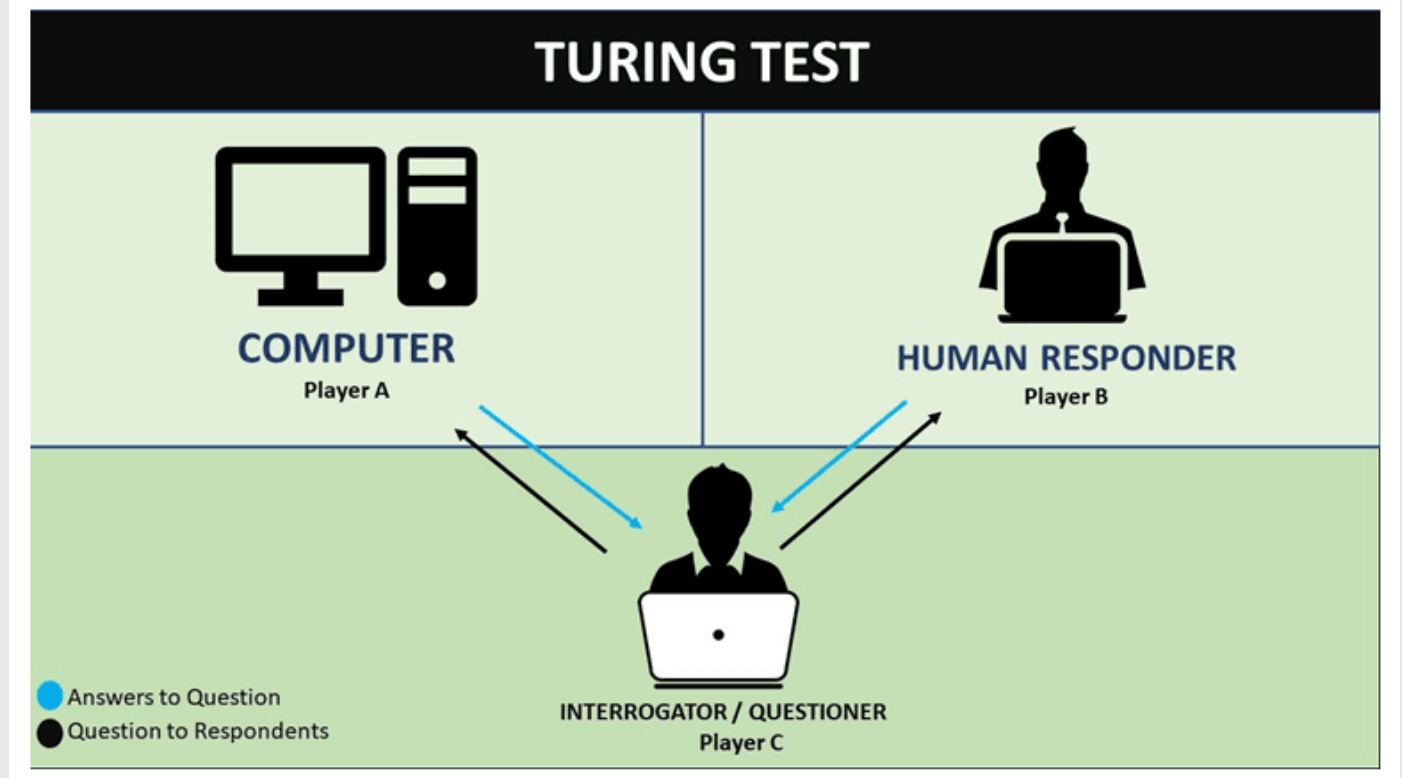 TURING TEST
COMPUTER
Player A
HUMAN RESPONDER
Player B
INTERROGATOR / QUESTIONER
Player C
Answers to Question
Question to Respondents